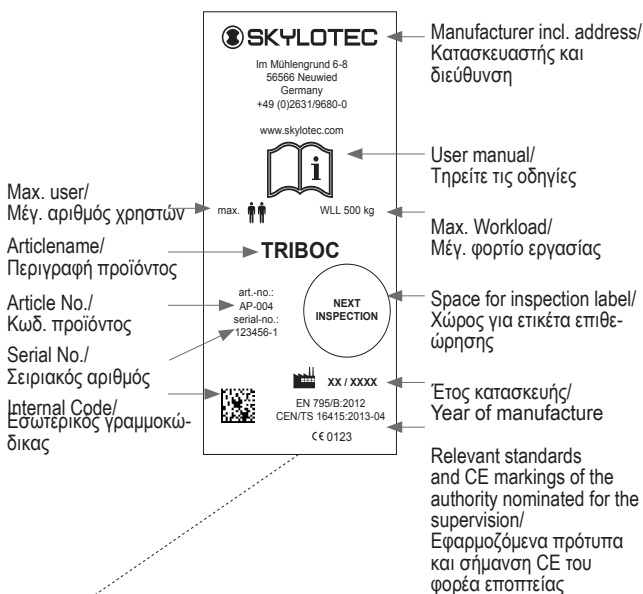 SKYLOTEC
Im Mühlengrund 6-8
56566 Neuwied
Germany
+49 (0)2631/9680-0
www.skylotec.com
i
max.
WLL 500 kg
TRIBOC
art.-no.:
AP-004
serial-no.:
123456-1
NEXT
INSPECTION
XX / XXXX
EN 795/B:2012
CEN/TS 16415:2013-04
CE 0123
Max. user/
Μέγ. αριθμός χρηστών
Articlename/
Περιγραφή προϊόντος
Article No./
Κωδ. προϊόντος
Serial No./
Σειριακός αριθμός
Internal Code/
Εσωτερικός γραμμοκώ-
δικας
Manufacturer incl. address/
Κατασκευαστής και
διεύθυνση
User manual/
Τηρείτε τις οδηγίες
Max. Workload/
Μέγ. φορτίο εργασίας
Space for inspection label/
Χώρος για ετικέτα επιθε-
ώρησης
Έτος κατασκευής/
Year of manufacture
Relevant standards
and CE markings of the
authority nominated for the
supervision/
Εφαρμοζόμενα πρότυπα
και σήμανση CE του
φορέα εποπτείας